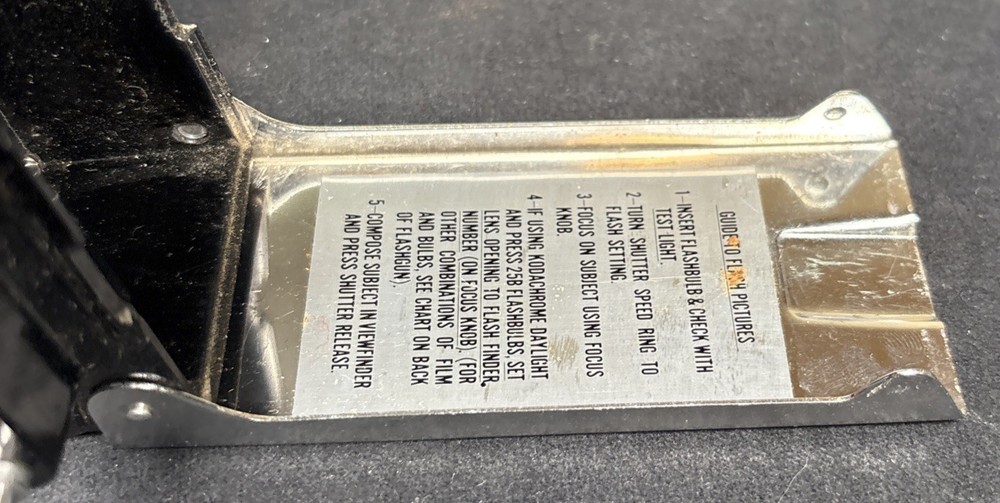 GUIDE TO FLASH PICTURES
1-INSERT FLASHBULB & CHECK WITH
TEST LIGHT.
2-TURN SHUTTER SPEED RING TO
FLASH SETTING.
3-FOCUS ON SUBJECT USING FOCUS
KNOB.
4-IF USING KODACHROME DAYLIGHT
AND PRESS 25B FLASHBULBS, SET
LENS OPENING TO FLASH FINDER
NUMBER (ON FOCUS KNOB), (FOR
OTHER COMBINATIONS OF FILM
AND BULBS, SEE CHART ON BACK
OF FLASHGUN).
5-COMPOSE SUBJECT IN VIEWFINDER
AND PRESS SHUTTER RELEASE.